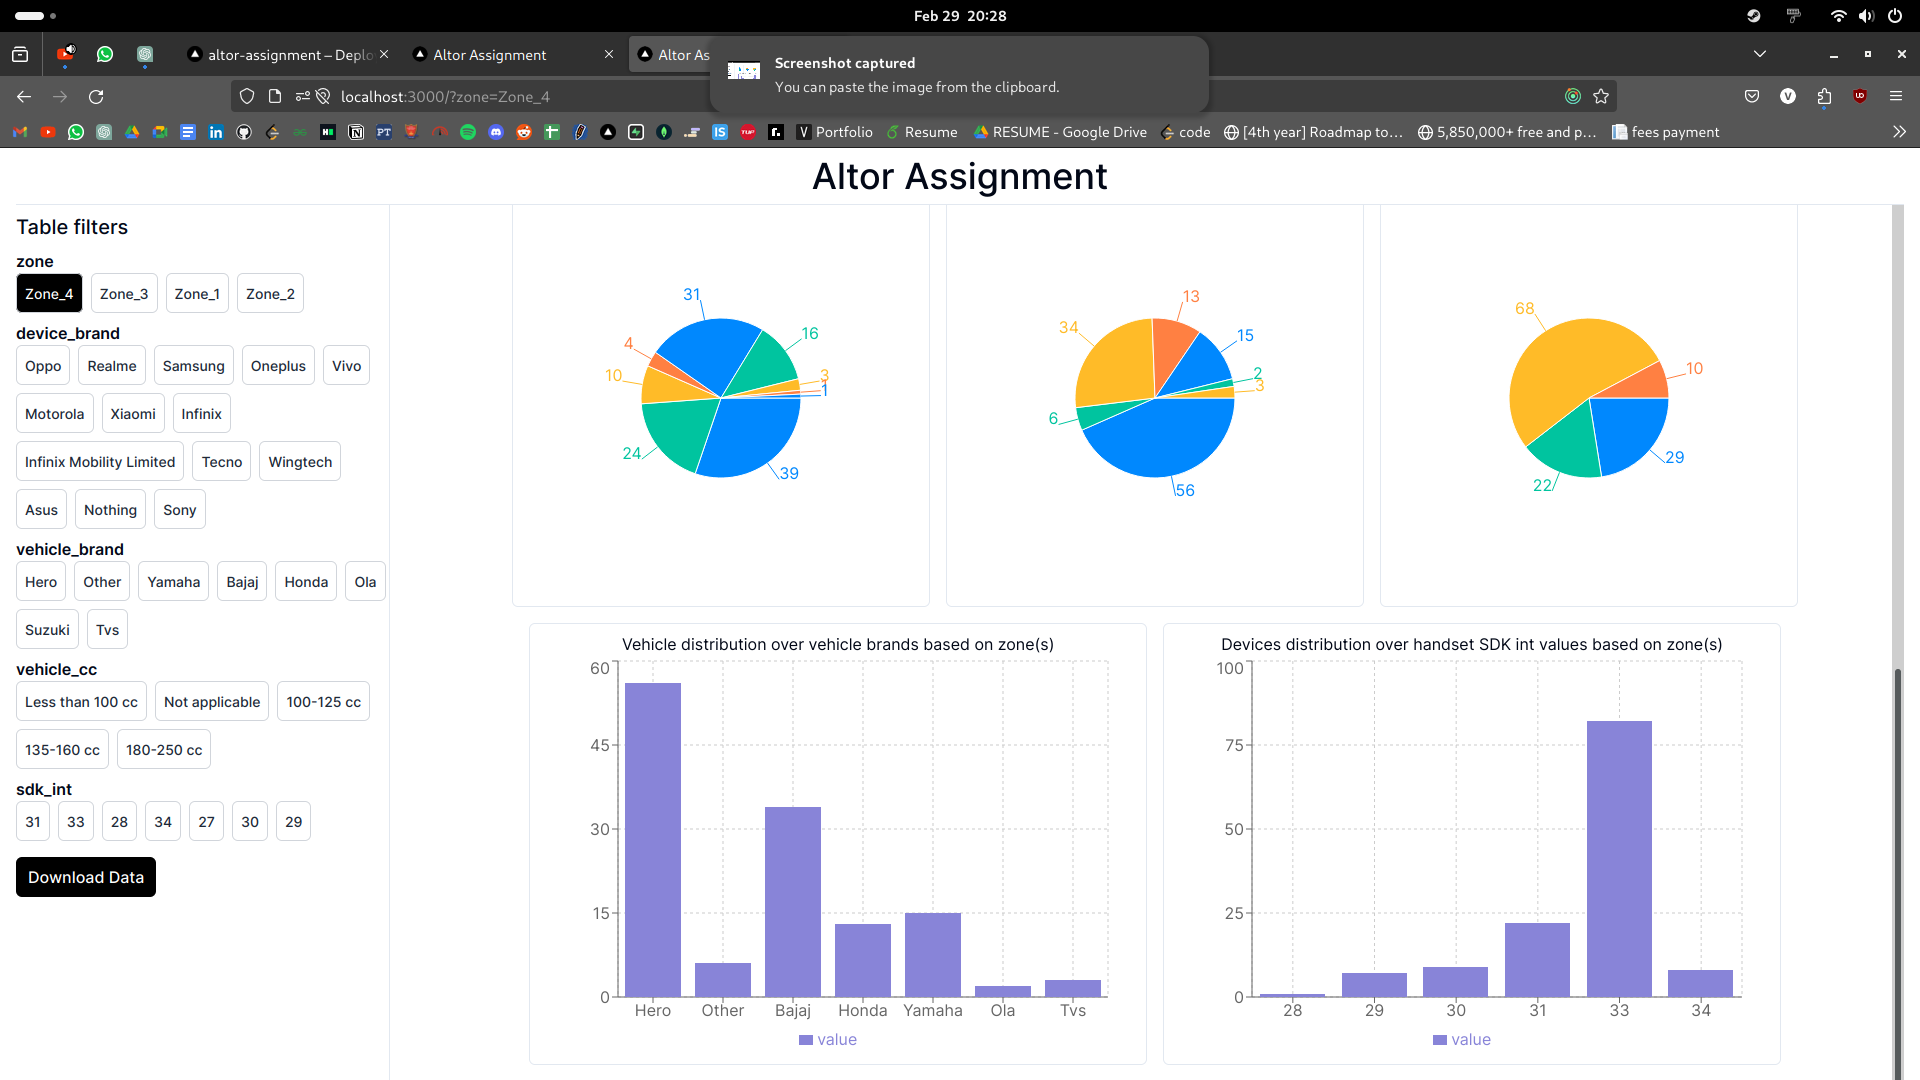 Feb 29 20:28
altor-assignment – Deplo
Altor Assignment
Altor As
Screenshot captured
You can paste the image from the clipboard.
localhost:3000/?zone=Zone_4
Portfolio
Resume
RESUME - Google Drive
code
[4th year] Roadmap to...
5,850,000+ free and p...
fees payment
Altor Assignment
Table filters
zone
Zone_4 Zone_3 Zone_1 Zone_2
device_brand
Oppo Realme Samsung Oneplus Vivo
Motorola Xiaomi Infinix
Infinix Mobility Limited Tecno Wingtech
Asus Nothing Sony
vehicle_brand
Hero Other Yamaha Bajaj Honda Ola
Suzuki Tvs
vehicle_cc
Less than 100 cc Not applicable 100-125 cc
135-160 cc 180-250 cc
sdk_int
31 33 28 34 27 30 29
Download Data
31
16
4
10
3
1
24
39
13
34
15
2
3
6
56
68
10
29
22
Vehicle distribution over vehicle brands based on zone(s)
60
45
30
15
0
Hero Other Bajaj Honda Yamaha Ola Tvs
value
Devices distribution over handset SDK int values based on zone(s)
100
75
50
25
0
28 29 30 31 33 34
value